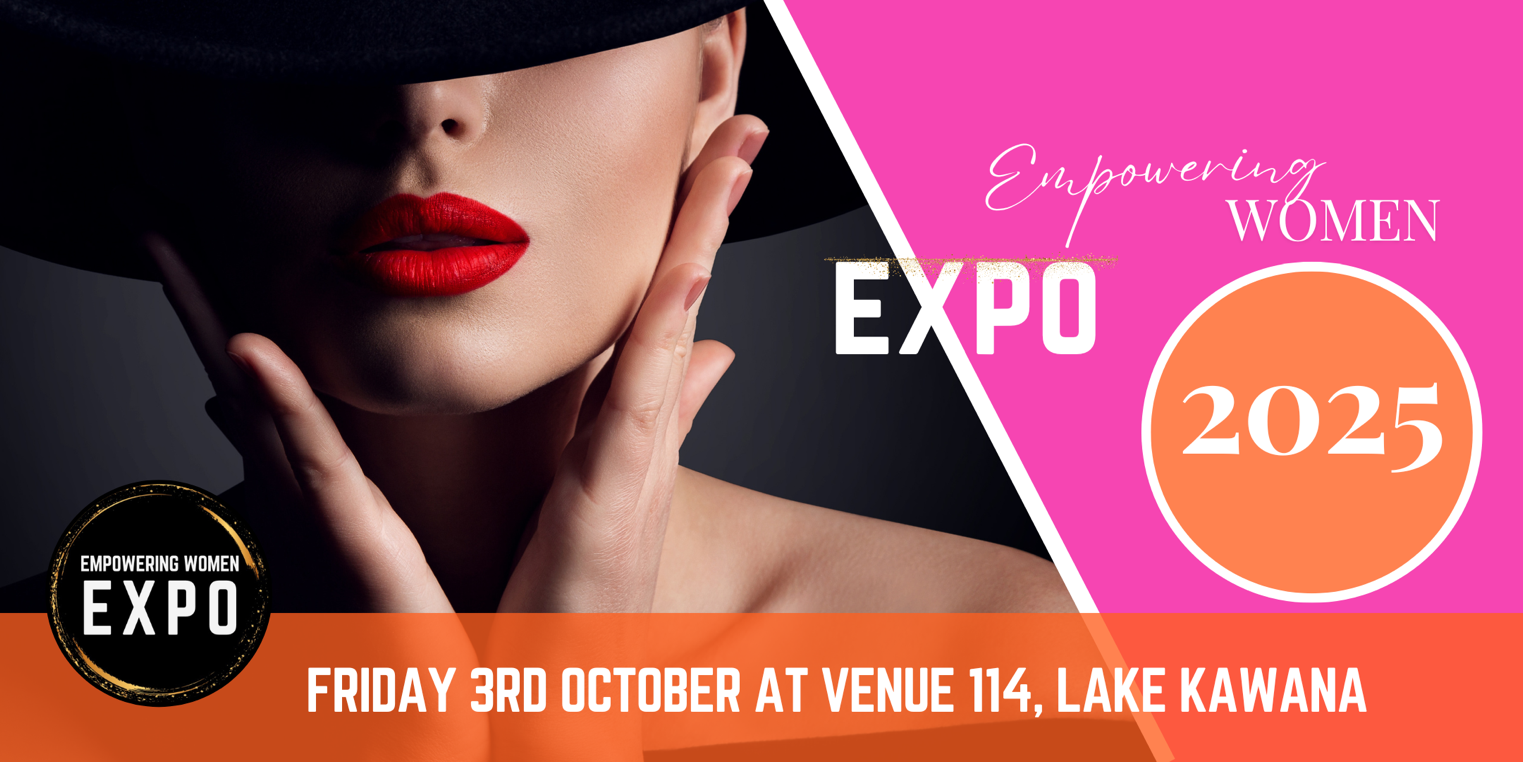 Empowering
WOMEN
EXPO
2025
EMPOWERING WOMEN
EXPO
FRIDAY 3RD OCTOBER AT VENUE 114, LAKE KAWANA